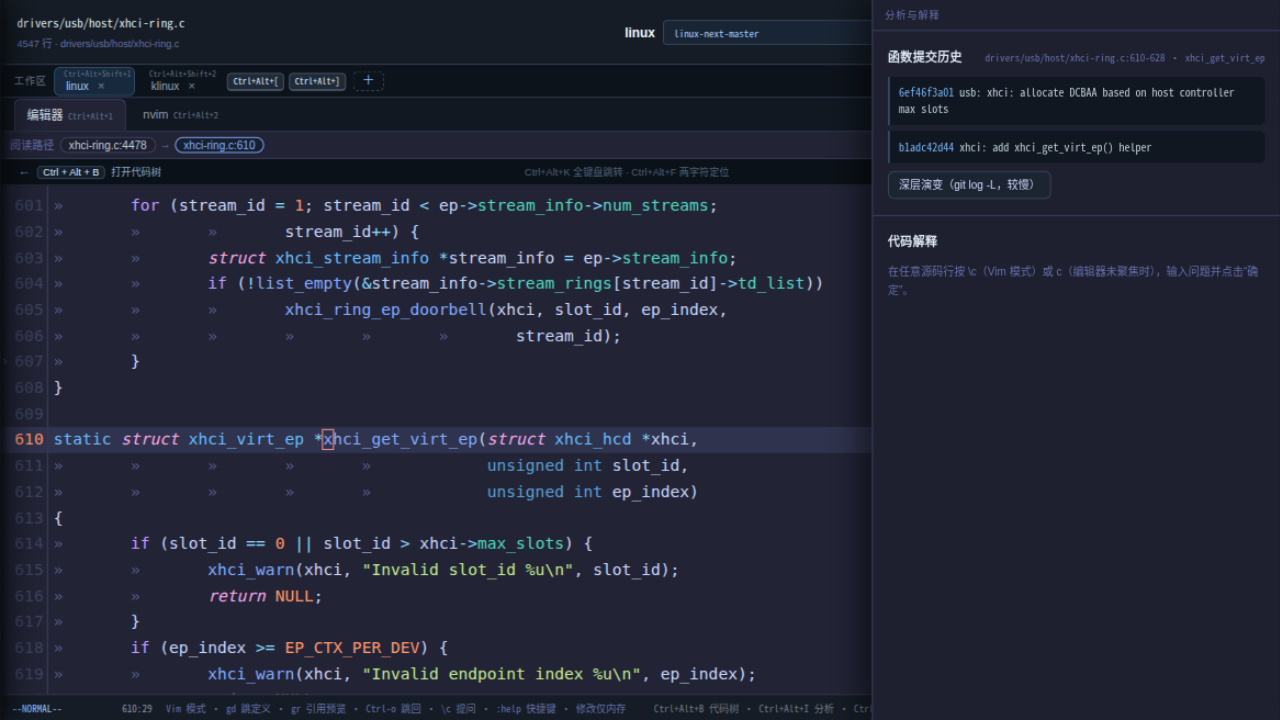 drivers/usb/host/xhci-ring.c
4547 行 · drivers/usb/host/xhci-ring.c
linux
linux-next-master
工作区
Ctrl+Alt+Shift+1
linux ×
Ctrl+Alt+Shift+2
klinux ×
Ctrl+Alt+[
Ctrl+Alt+]
+
编辑器 Ctrl+Alt+1
nvim Ctrl+Alt+2
阅读路径 xhci-ring.c:4478 → xhci-ring.c:610
← Ctrl + Alt + B 打开代码树
Ctrl+Alt+K 全键盘跳转 · Ctrl+Alt+F 两字符定位
601 » for (stream_id = 1; stream_id < ep->stream_info->num_streams;
602 » » » stream_id++) {
603 » » » struct xhci_stream_info *stream_info = ep->stream_info;
604 » » » if (!list_empty(&stream_info->stream_rings[stream_id]->td_list))
605 » » » xhci_ring_ep_doorbell(xhci, slot_id, ep_index,
606 » » » » » » stream_id);
607 » }
608 }
609
610 static struct xhci_virt_ep *xhci_get_virt_ep(struct xhci_hcd *xhci,
611 » » » » » unsigned int slot_id,
612 » » » » » unsigned int ep_index)
613 {
614 » if (slot_id == 0 || slot_id > xhci->max_slots) {
615 » » xhci_warn(xhci, "Invalid slot_id %u\n", slot_id);
616 » » return NULL;
617 » }
618 » if (ep_index >= EP_CTX_PER_DEV) {
619 » » xhci_warn(xhci, "Invalid endpoint index %u\n", ep_index);
--NORMAL-- 610:29 Vim 模式 · gd 跳定义 · gr 引用预览 · Ctrl-o 跳回 · \c 提问 · :help 快捷键 · 修改仅内存 Ctrl+Alt+B 代码树 · Ctrl+Alt+I 分析 ·
分析与解释
函数提交历史 drivers/usb/host/xhci-ring.c:610-628 · xhci_get_virt_ep
6ef46f3a01 usb: xhci: allocate DCBAA based on host controller
max slots
b1adc42d44 xhci: add xhci_get_virt_ep() helper
深层演变（git log -L，较慢）
代码解释
在任意源码行按 \c（Vim 模式）或 c（编辑器未聚焦时），输入问题并点击“确
定”。